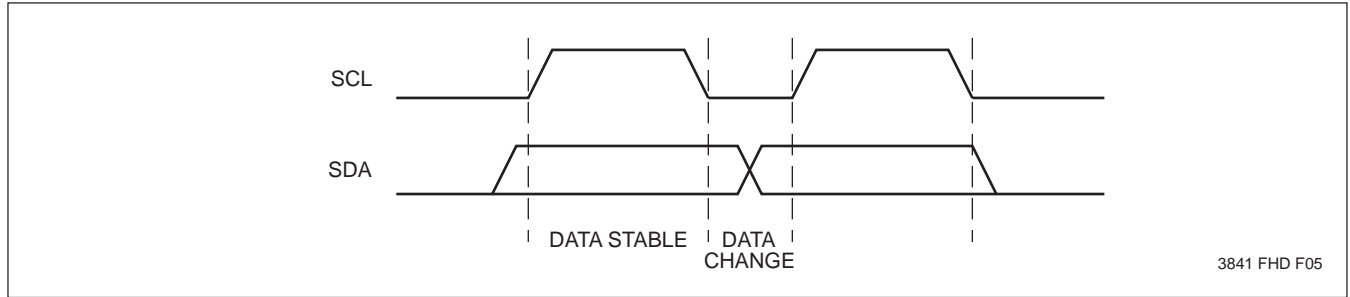 SCL
SDA
DATA STABLE
DATA
CHANGE
3841 FHD F05